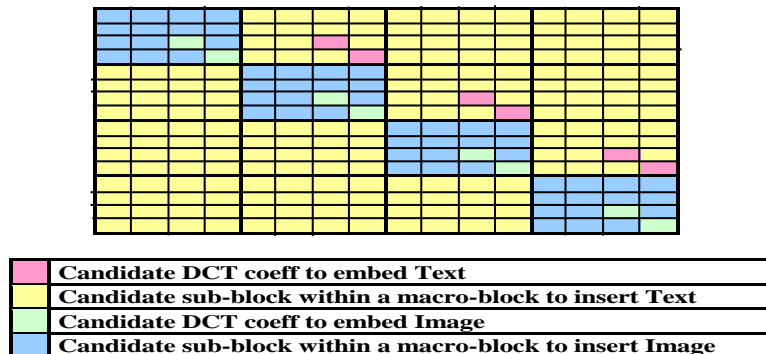 Candidate DCT coeff to embed Text
Candidate sub-block within a macro-block to insert Text
Candidate DCT coeff to embed Image
Candidate sub-block within a macro-block to insert Image